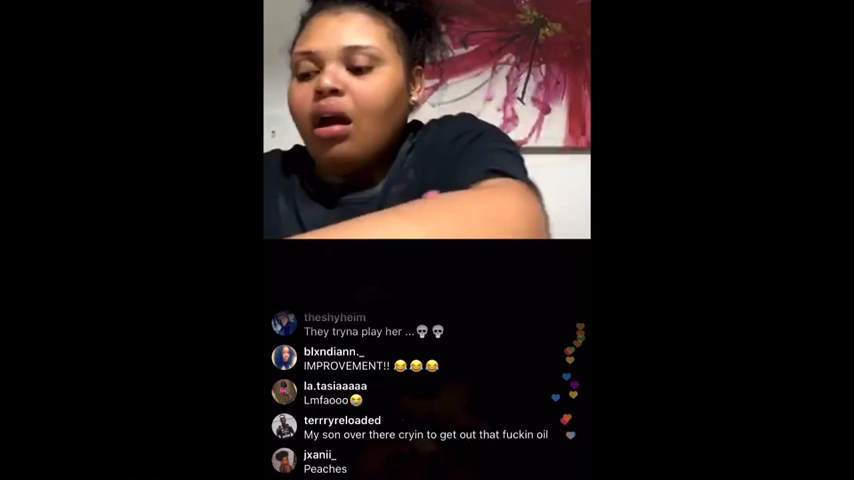 theshyheim
They tryna play her ...💀💀
blxndiann._
IMPROVEMENT!! 😂😂😂
la.tasiaaaaa
Lmfaooo😭
terrryreloaded
My son over there cryin to get out that fuckin oil
jxanii_
Peaches